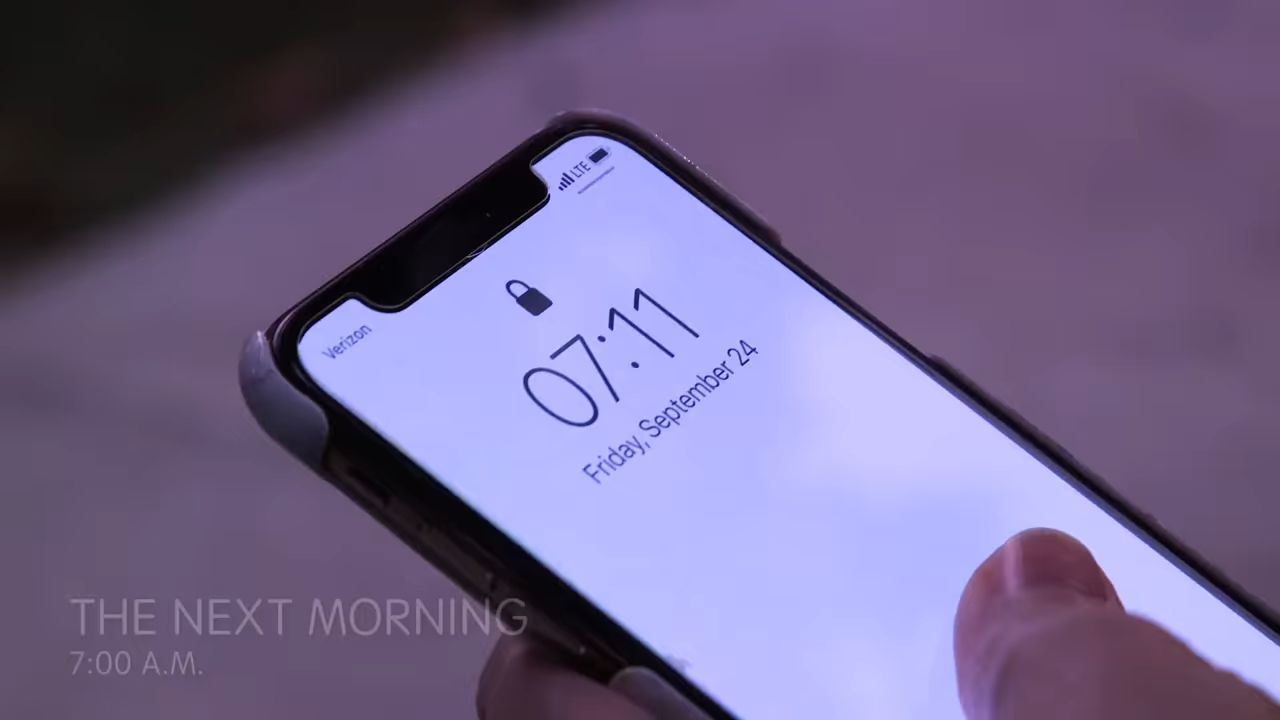 LTE
Verizon
07:11
Friday, September 24
THE NEXT MORNING
7:00 A.M.